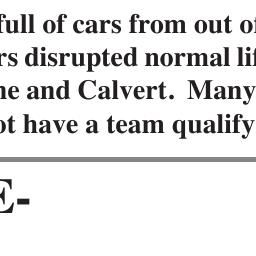 full of cars from out of
rs disrupted normal lif
ne and Calvert. Many
ot have a team qualify
E-